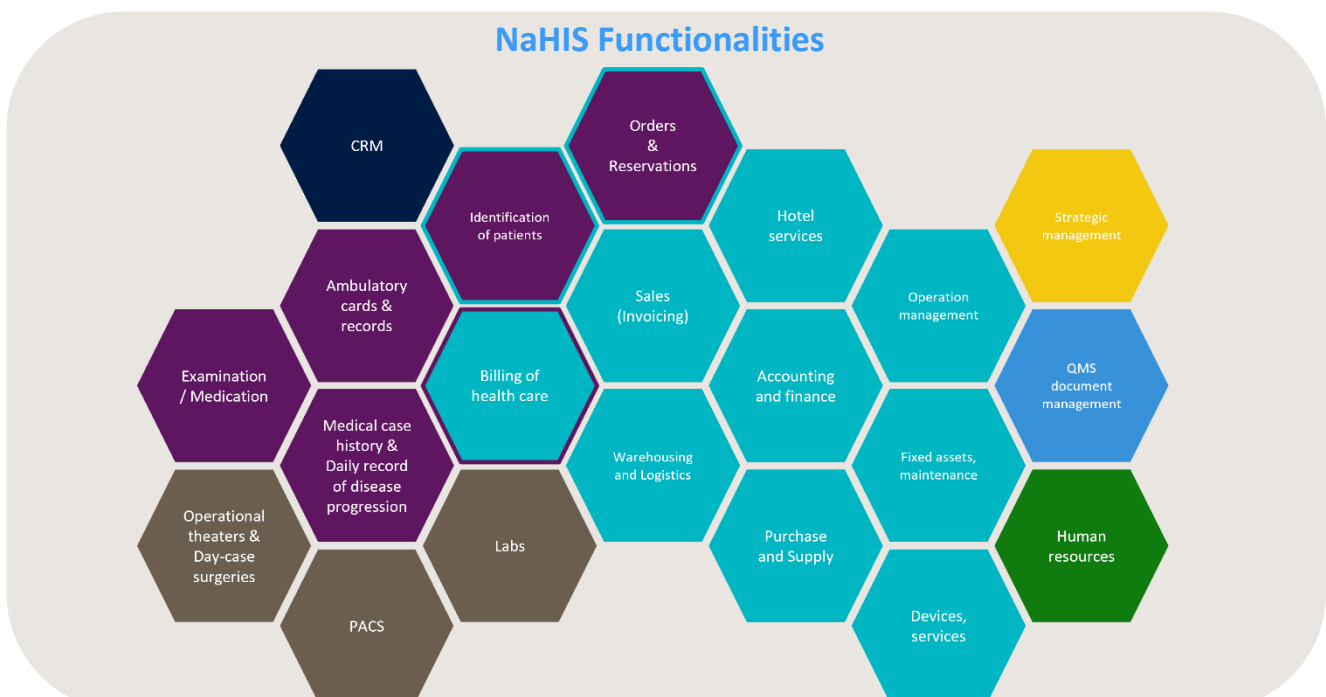 NaHIS Functionalities
CRM
Orders
&
Reservations
Identification
of patients
Hotel
services
Strategic
management
Ambulatory
cards &
records
Sales
(Invoicing)
Operation
management
Examination
/ Medication
Billing of
health care
Accounting
and finance
QMS
document
management
Medical case
history &
Daily record
of disease
progression
Warehousing
and Logistics
Fixed assets,
maintenance
Operational
theaters &
Day-case
surgeries
Labs
Purchase
and Supply
Human
resources
PACS
Devices,
services